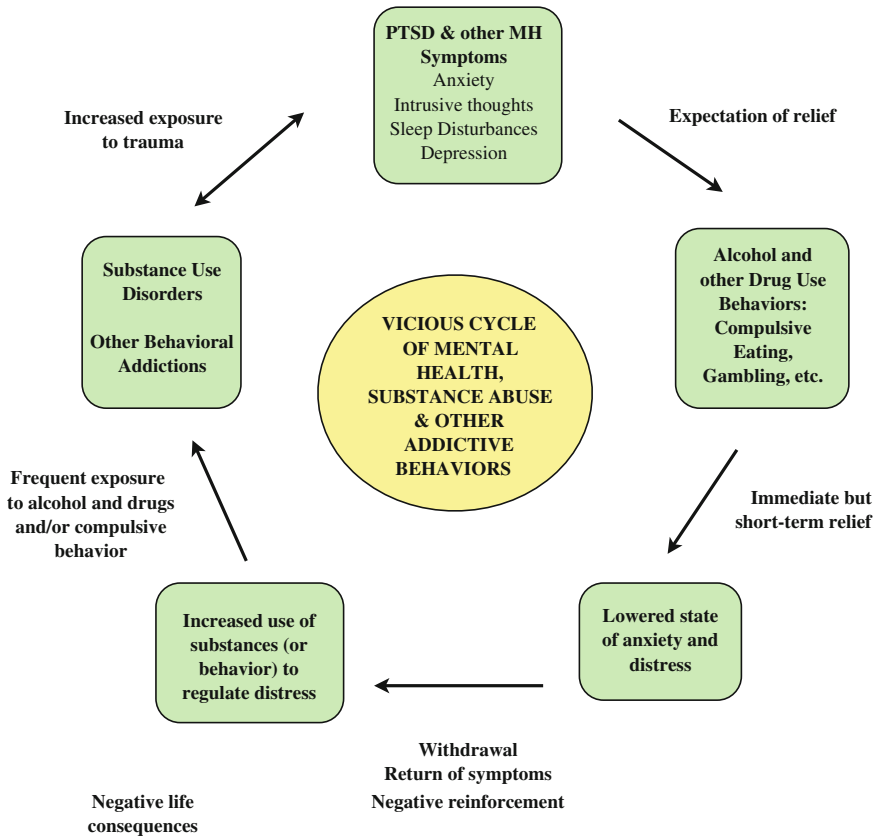 PTSD & other MH
Symptoms
Anxiety
Intrusive thoughts
Sleep Disturbances
Depression
Increased exposure
to trauma
Expectation of relief
Substance Use
Disorders
Other Behavioral
Addictions
Alcohol and
other Drug Use
Behaviors:
Compulsive
Eating,
Gambling, etc.
VICIOUS CYCLE
OF MENTAL
HEALTH,
SUBSTANCE ABUSE
& OTHER
ADDICTIVE
BEHAVIORS
Frequent exposure
to alcohol and drugs
and/or compulsive
behavior
Immediate but
short-term relief
Increased use of
substances (or
behavior) to
regulate distress
Lowered state
of anxiety and
distress
Withdrawal
Return of symptoms
Negative reinforcement
Negative life
consequences